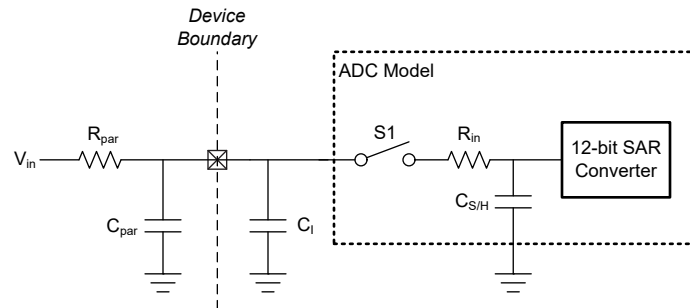 Device
Boundary
ADC Model
Rpar
S1
Rin
Vin
12-bit SAR
Converter
Cpar
CI
CS/H